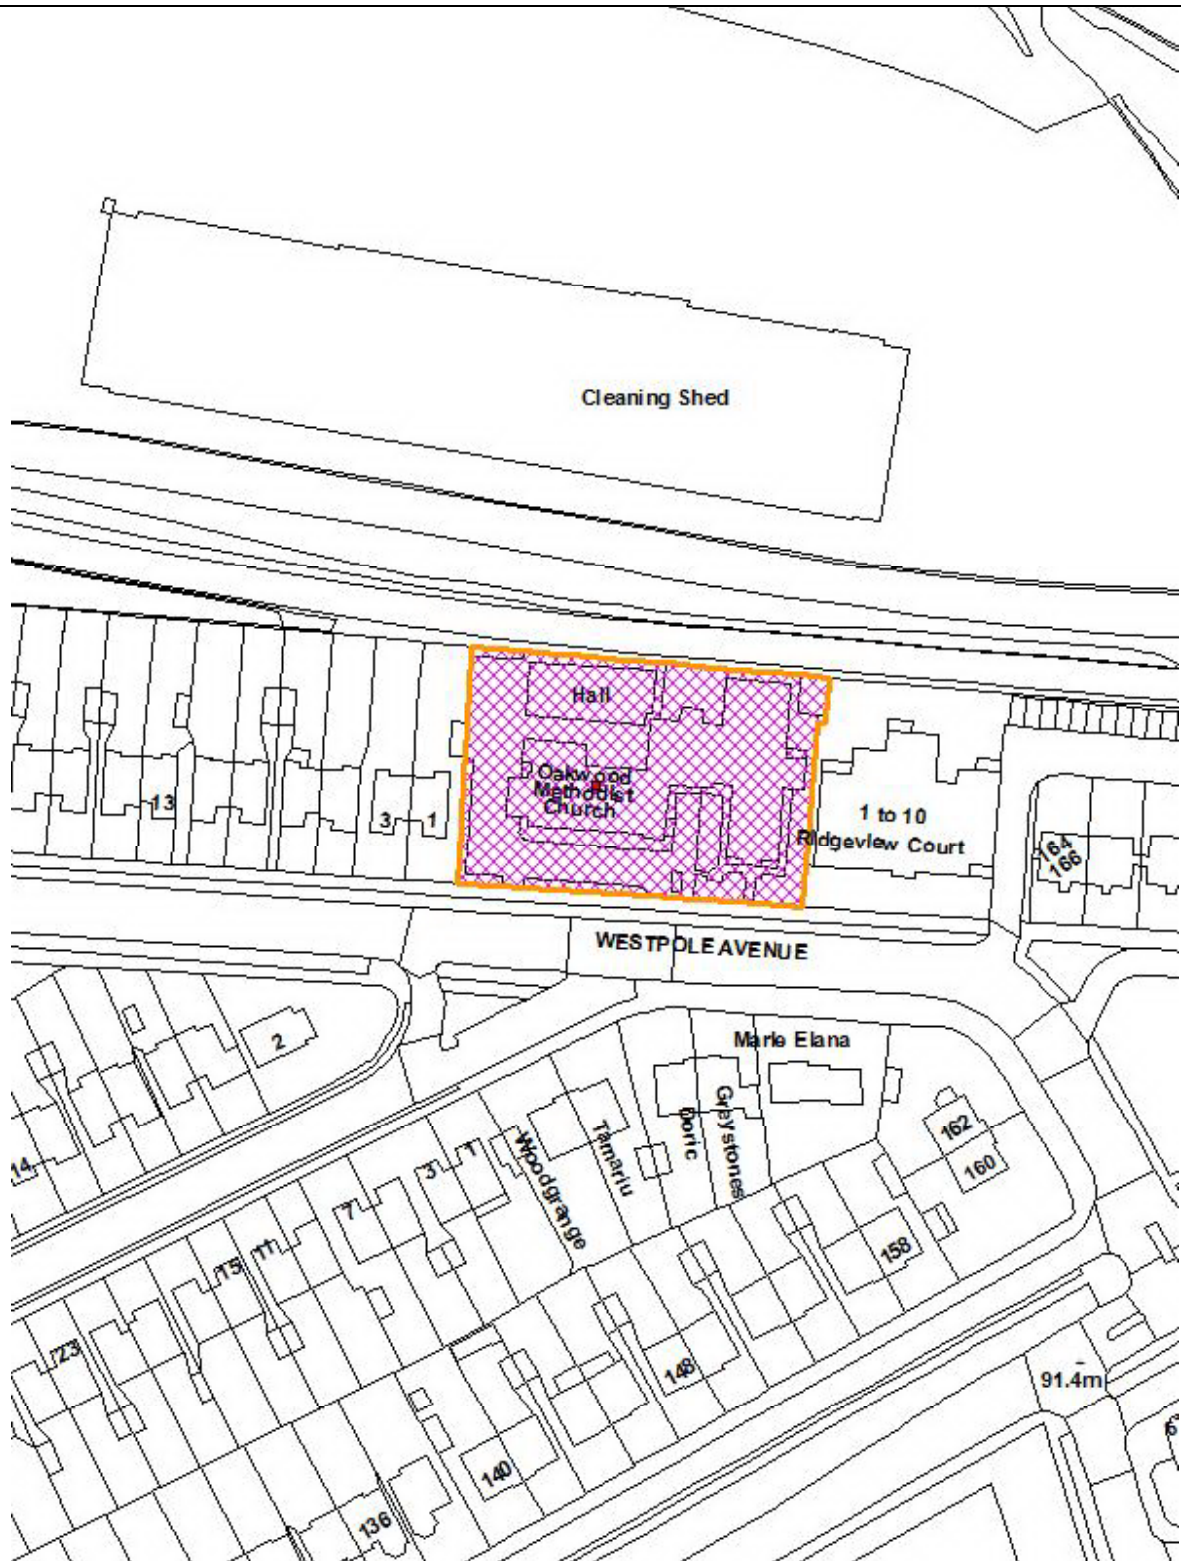 Cleaning Shed
Hall
Oakwood
Methodist
Church
13
3
1
1 to 10
Ridgeview Court
164
166
WESTPOLE AVENUE
2
Marie Elana
Doric
Greystones
Tamariu
Woodgrange
162
160
14
1
3
7
11
15
158
23
148
91.4m
6
140
136